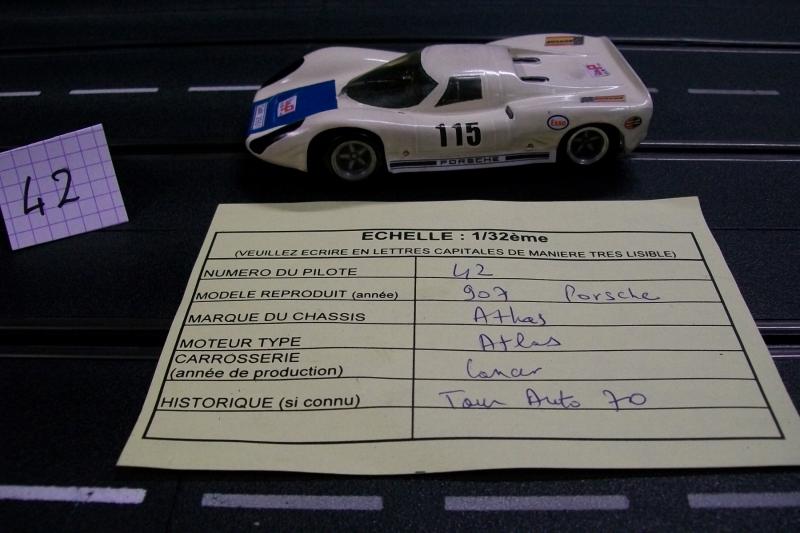 115
PORSCHE
Esso
42
ECHELLE : 1/32ème
(VEUILLEZ ECRIRE EN LETTRES CAPITALES DE MANIERE TRES LISIBLE)
NUMERO DU PILOTE 42
MODELE REPRODUIT (année) 907 Porsche
MARQUE DU CHASSIS Atlas
MOTEUR TYPE Atlas
CARROSSERIE
(année de production) Lancer
HISTORIQUE (si connu) Tour Auto 70